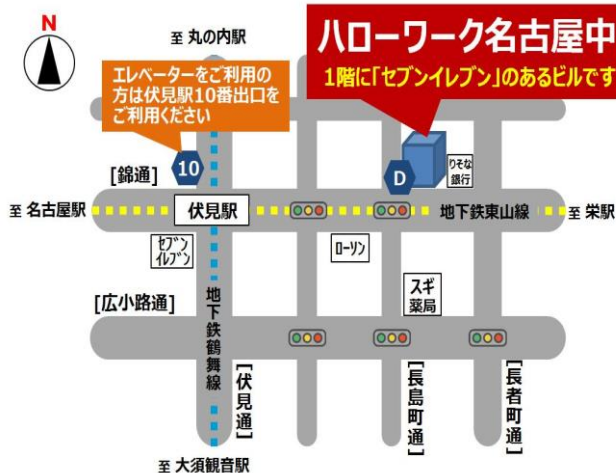 N
至 丸の内駅
ハローワーク名古屋中
1階に「セブンイレブン」のあるビルです
エレベーターをご利用の
方は伏見駅10番出口を
ご利用ください
10
D
りそな
銀行
[錦通]
至 名古屋駅
伏見駅
地下鉄東山線
至 栄駅
セブン
イレブン
ローソン
スギ
薬局
[広小路通]
地下鉄鶴舞線
[伏見通]
[長島町通]
[長者町通]
至 大須観音駅